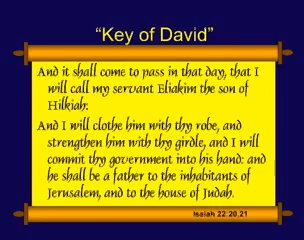 “Key of David”
And it shall come to pass in that day, that I
will call my servant Eliakim the son of
Hilkiah:
And I will clothe him with thy robe, and
strengthen him with thy girdle, and I will
commit thy government into his hand: and
he shall be a father to the inhabitants of
Jerusalem, and to the house of Judah.
Isaiah 22:20,21